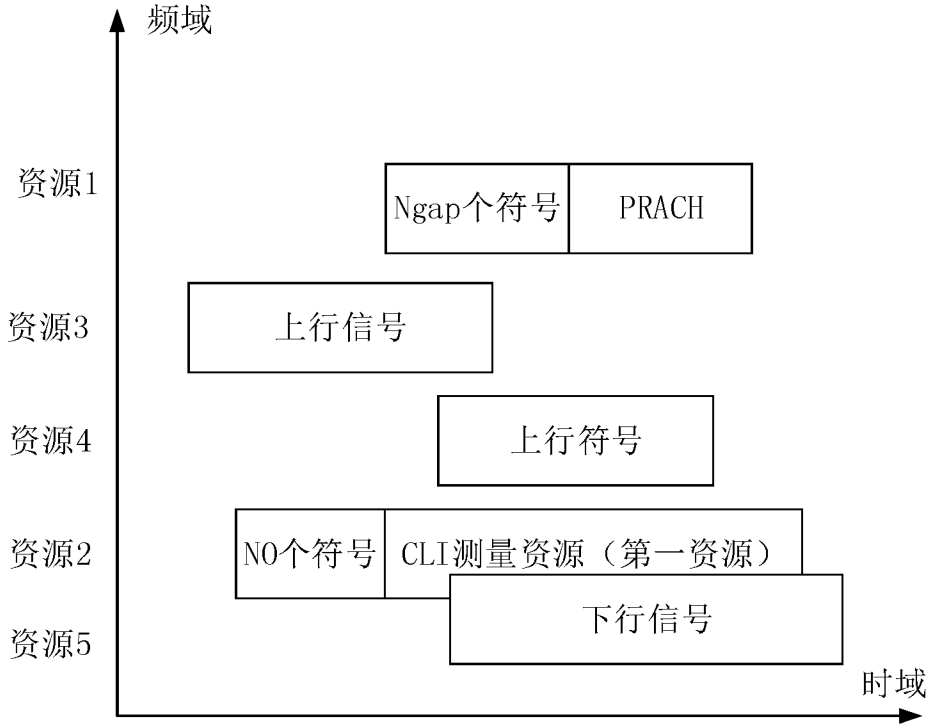 频域
资源1
Ngap个符号 PRACH
资源3
上行信号
资源4
上行符号
资源2
N0个符号 CLI测量资源（第一资源）
资源5
下行信号
时域